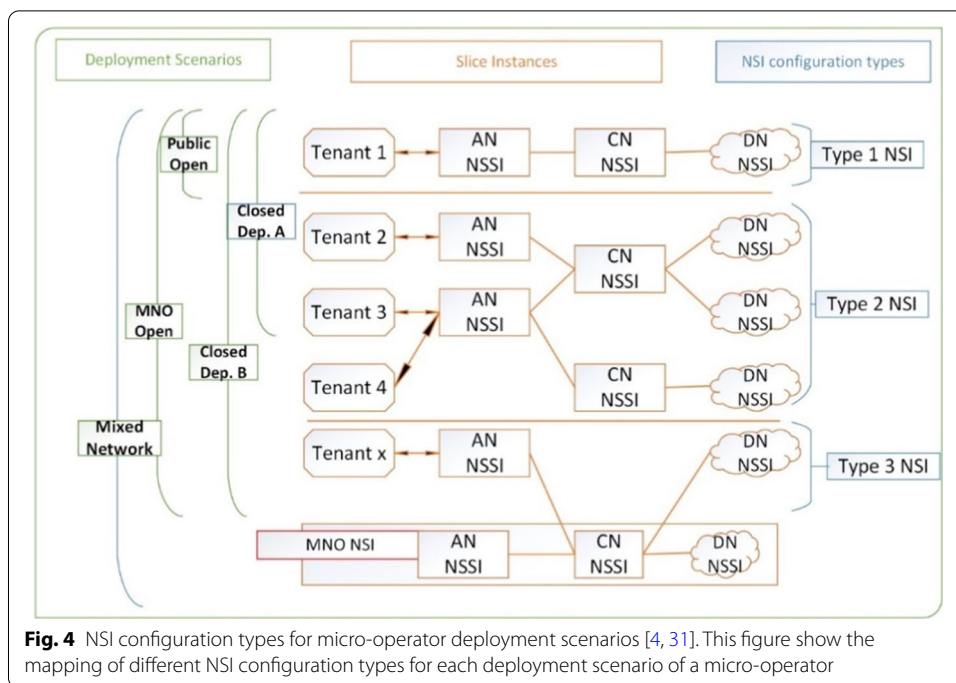 Deployment Scenarios
Slice Instances
NSI configuration types
Public
Open
Closed
Dep. A
MNO
Open
Closed
Dep. B
Mixed
Network
Tenant 1
AN
NSSI
CN
NSSI
DN
NSSI
Type 1 NSI
Tenant 2
AN
NSSI
CN
NSSI
DN
NSSI
Tenant 3
AN
NSSI
DN
NSSI
Type 2 NSI
Tenant 4
CN
NSSI
DN
NSSI
Tenant x
AN
NSSI
DN
NSSI
Type 3 NSI
MNO NSI
AN
NSSI
CN
NSSI
DN
NSSI
Fig. 4 NSI configuration types for micro-operator deployment scenarios [4, 31]. This figure show the
mapping of different NSI configuration types for each deployment scenario of a micro-operator